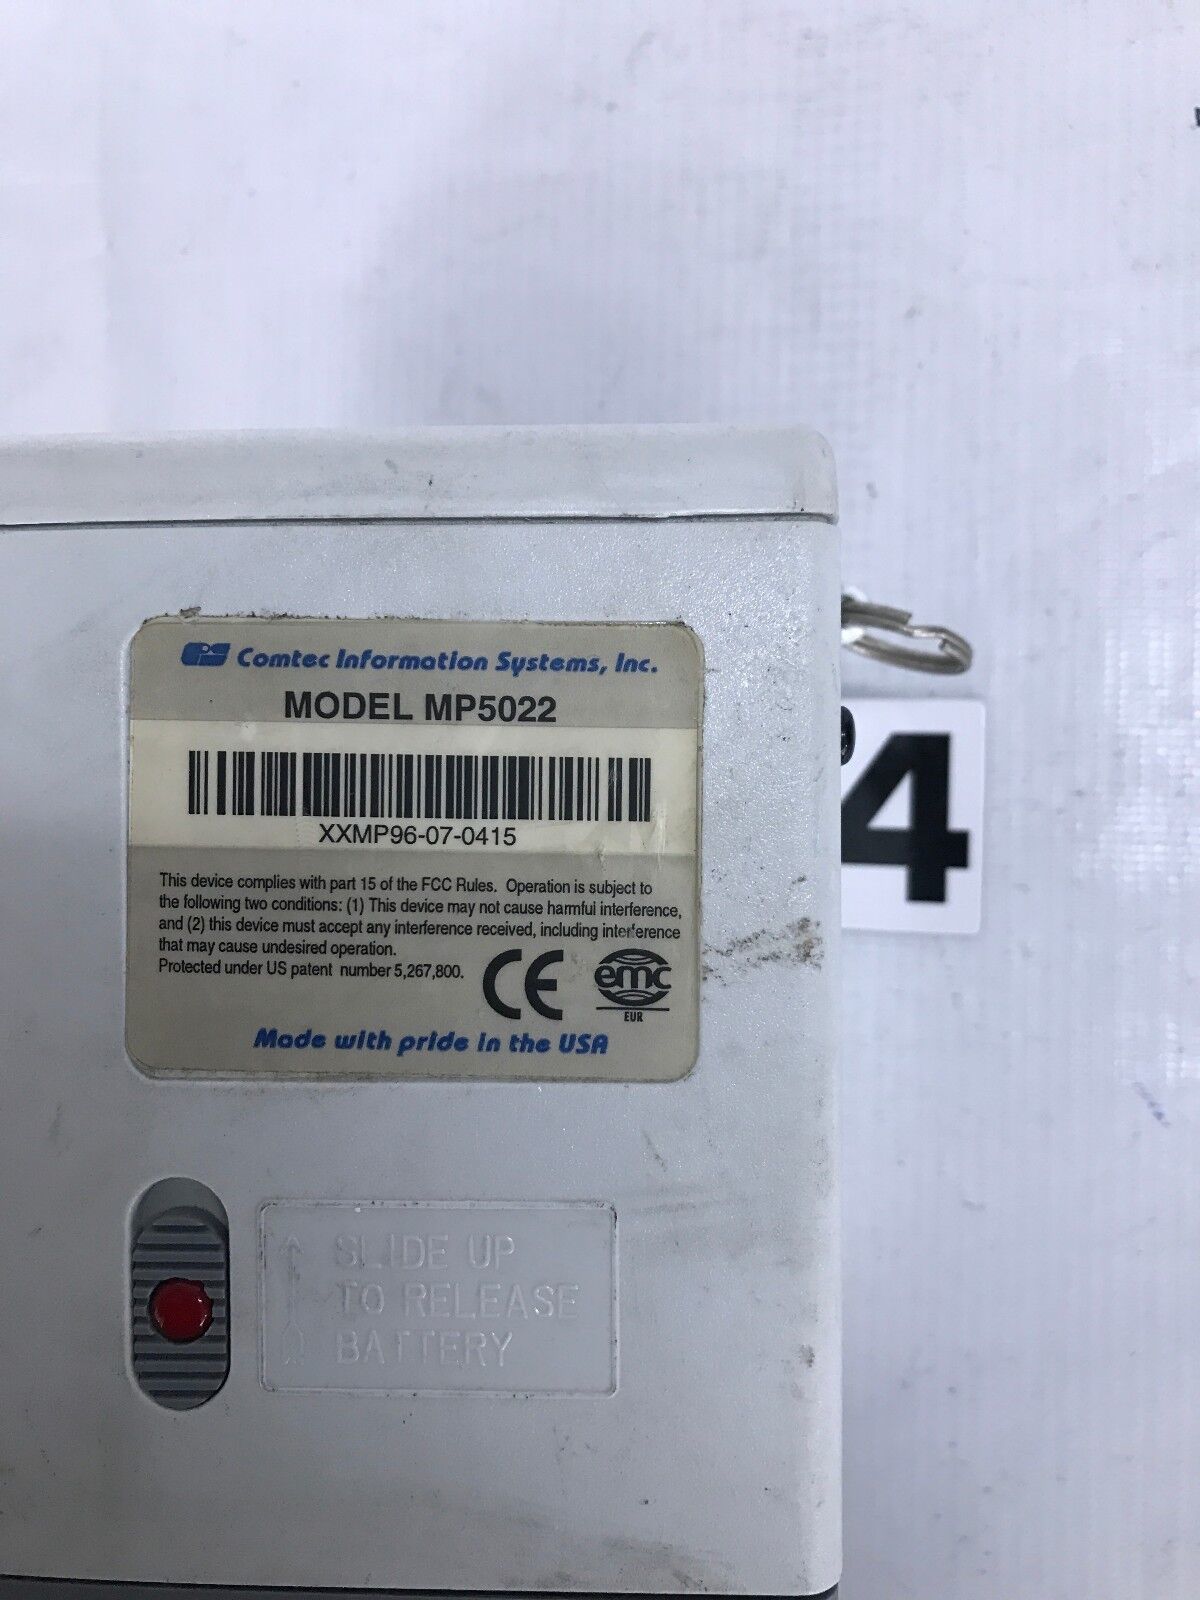 CIS Comtec Information Systems, Inc.
MODEL MP5022
XXMP96-07-0415
This device complies with part 15 of the FCC Rules. Operation is subject to
the following two conditions: (1) This device may not cause harmful interference,
and (2) this device must accept any interference received, including interference
that may cause undesired operation.
Protected under US patent number 5,267,800.
CE
emc
EUR
Made with pride in the USA
4
SLIDE UP
TO RELEASE
BATTERY